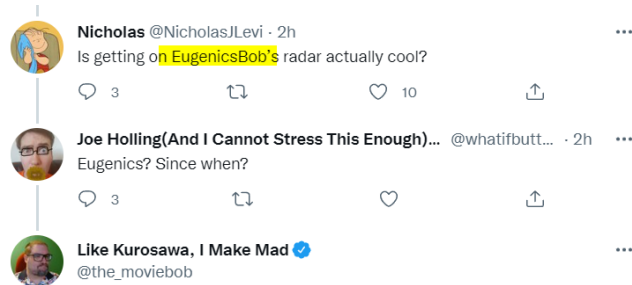 Nicholas @NicholasJLevi · 2h
Is getting on EugenicsBob's radar actually cool?
3 10
Joe Holling(And I Cannot Stress This Enough)... @whatifbutt... · 2h
Eugenics? Since when?
3
Like Kurosawa, I Make Mad
@the_moviebob